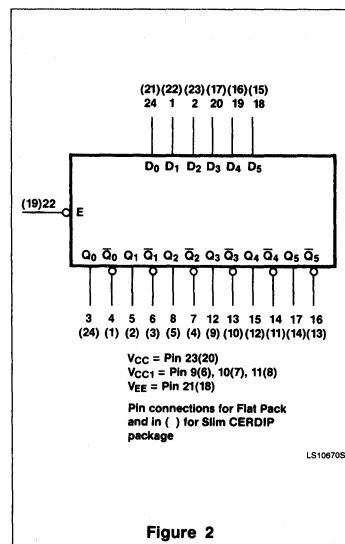 (21)(22) (23) (17) (16) (15)
24 1 2 20 19 18
D0 D1 D2 D3 D4 D5
(19)22 E
Q0 Q̅0 Q1 Q̅1 Q2 Q̅2 Q3 Q̅3 Q4 Q̅4 Q5 Q̅5
3 4 5 6 8 7 12 13 15 14 17 16
(24) (1) (2) (3) (5) (4) (9) (10) (12) (11) (14) (13)
VCC = Pin 23(20)
VCC1 = Pin 9(6), 10(7), 11(8)
VEE = Pin 21(18)
Pin connections for Flat Pack
and in ( ) for Slim CERDIP
package
LS10670S
Figure 2